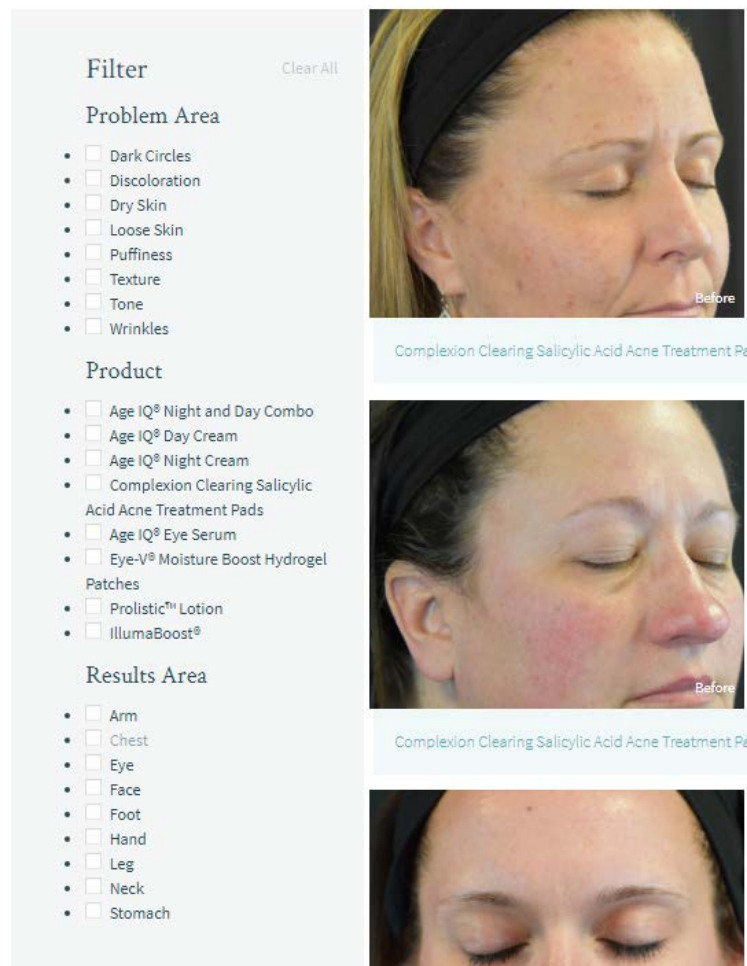 Filter
Clear All
Problem Area
Dark Circles
Discoloration
Dry Skin
Loose Skin
Puffiness
Texture
Tone
Wrinkles
Product
Age IQ® Night and Day Combo
Age IQ® Day Cream
Age IQ® Night Cream
Complexion Clearing Salicylic
Acid Acne Treatment Pads
Age IQ® Eye Serum
Eye-V® Moisture Boost Hydrogel
Patches
Prolistic™ Lotion
IllumaBoost®
Results Area
Arm
Chest
Eye
Face
Foot
Hand
Leg
Neck
Stomach
Before
Complexion Clearing Salicylic Acid Acne Treatment Pa
Before
Complexion Clearing Salicylic Acid Acne Treatment Pa